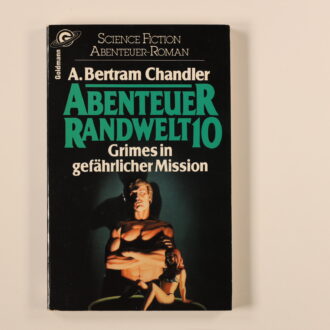 Goldmann
SCIENCE FICTION
ABENTEUER-ROMAN
A. Bertram Chandler
ABENTEUER
RANDWELT 10
Grimes in
gefährlicher Mission